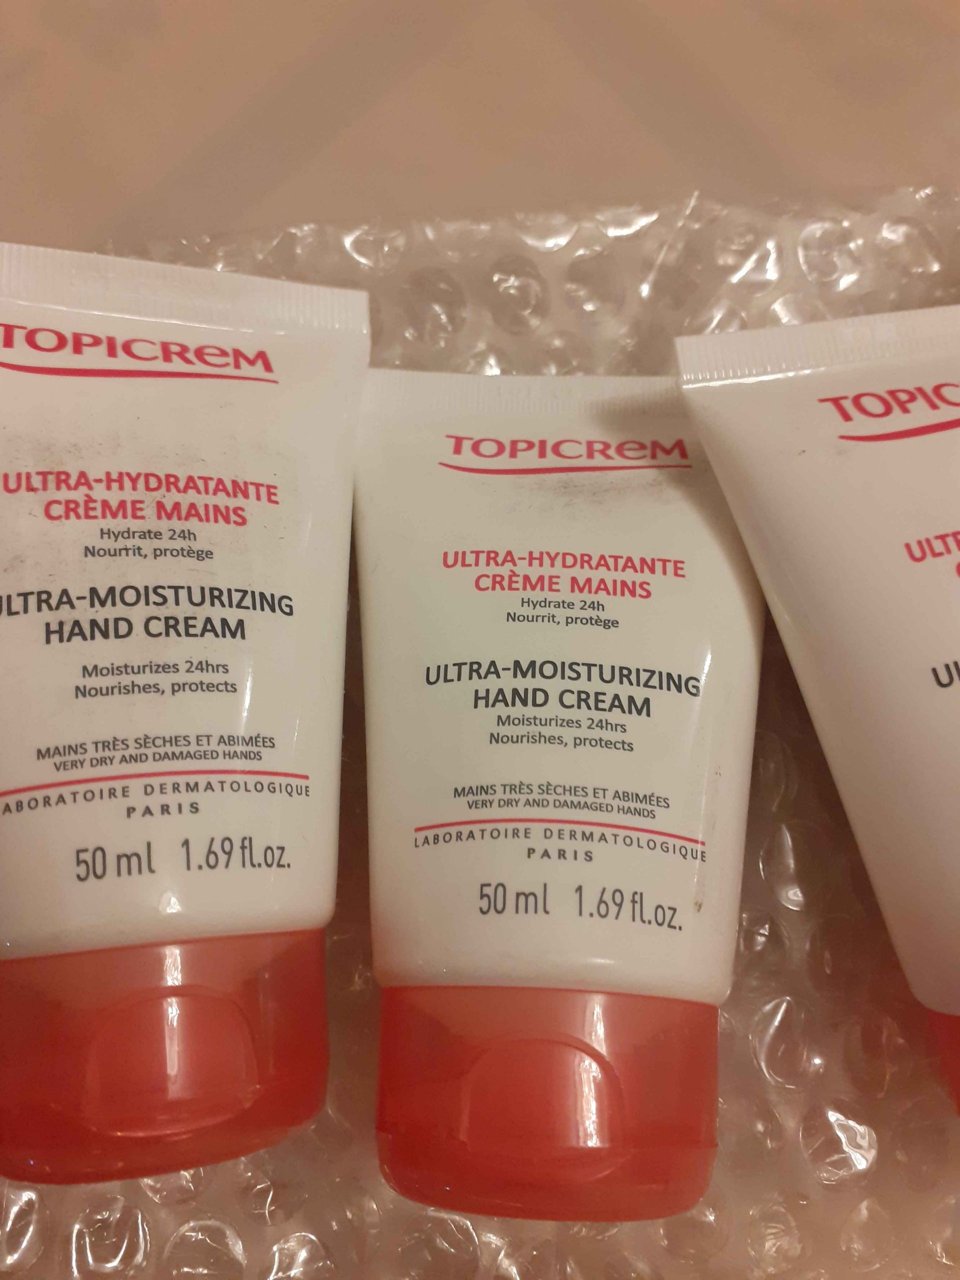 TOPICREM
ULTRA-HYDRATANTE
CRÈME MAINS
Hydrate 24h
Nourrit, protège
ULTRA-MOISTURIZING
HAND CREAM
Moisturizes 24hrs
Nourishes, protects
MAINS TRÈS SÈCHES ET ABIMÉES
VERY DRY AND DAMAGED HANDS
LABORATOIRE DERMATOLOGIQUE
PARIS
50 ml 1.69 fl.oz.
TOPICREM
ULTRA-HYDRATANTE
CRÈME MAINS
Hydrate 24h
Nourrit, protège
ULTRA-MOISTURIZING
HAND CREAM
Moisturizes 24hrs
Nourishes, protects
MAINS TRÈS SÈCHES ET ABIMÉES
VERY DRY AND DAMAGED HANDS
LABORATOIRE DERMATOLOGIQUE
PARIS
50 ml 1.69 fl.oz.
TOPIC
ULTR